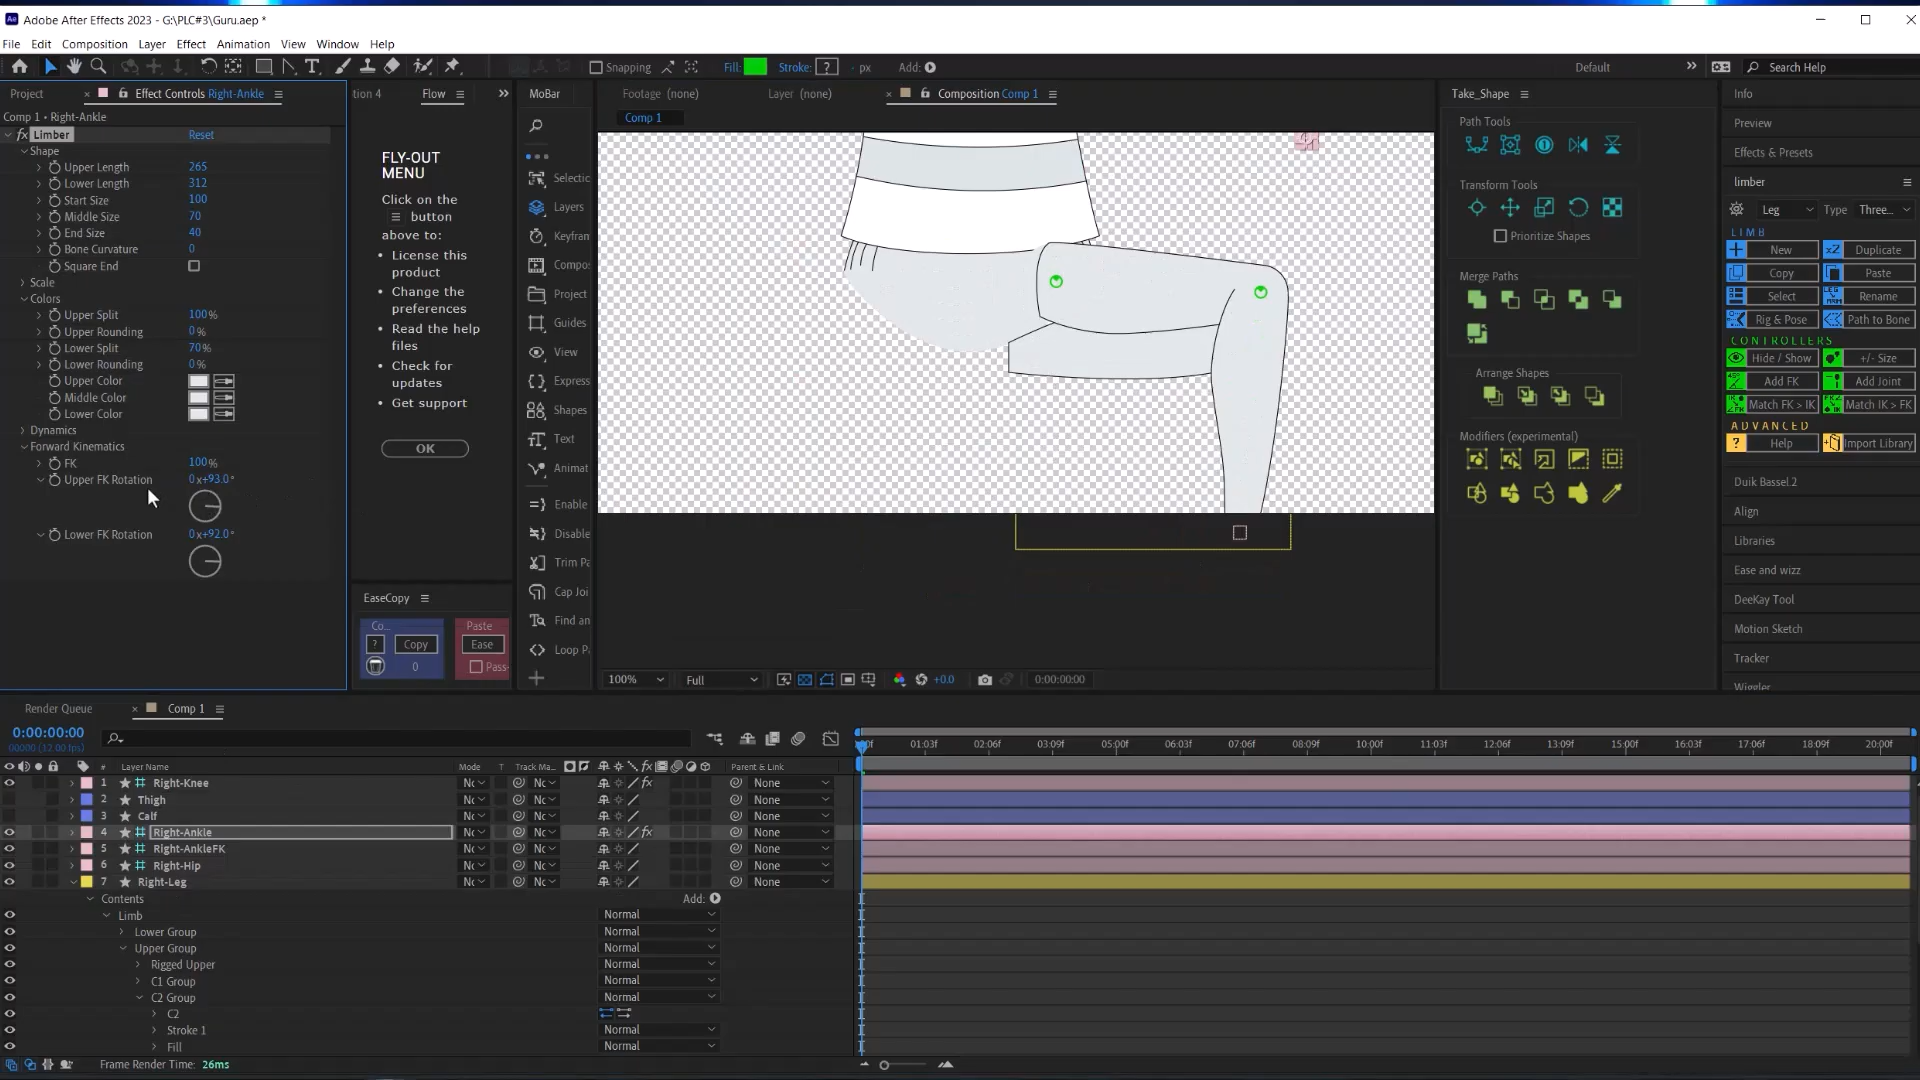 Adobe After Effects 2023 - G:\PLC#3\Guru.aep *
File Edit Composition Layer Effect Animation View Window Help
Snapping
Fill:
Stroke: ?
- px
Add:
Default
Search Help
Project
Effect Controls Right-Ankle
Comp 1 • Right-Ankle
fx Limber
Reset
Shape
Upper Length 265
Lower Length 312
Start Size 100
Middle Size 70
End Size 40
Bone Curvature 0
Square End
Scale
Colors
Upper Split 100%
Upper Rounding 0%
Lower Split 70%
Lower Rounding 0%
Upper Color
Middle Color
Lower Color
Dynamics
Forward Kinematics
FK 100%
Upper FK Rotation 0x+93.0°
Lower FK Rotation 0x+92.0°
tion 4
Flow
FLY-OUT
MENU
Click on the
≡ button
above to:
• License this
product
• Change the
preferences
• Read the help
files
• Check for
updates
• Get support
OK
EaseCopy
Co...
? Copy
0
Paste
Ease
Pass-
MoBar
Selectic
Layers
Keyfran
Compo
Project
Guides
View
Express
Shapes
Text
Animat
Enable
Disable
Trim Pa
Cap Joi
Find an
Loop P
Footage (none)
Layer (none)
Composition Comp 1
Comp 1
100%
Full
+0.0
0:00:00:00
Take_Shape
Path Tools
Transform Tools
Prioritize Shapes
Merge Paths
Arrange Shapes
Modifiers (experimental)
Info
Preview
Effects & Presets
limber
Leg
Type
Three...
LIMB
New
x2 Duplicate
Copy
Paste
Select
Rename
Rig & Pose
Path to Bone
CONTROLLERS
Hide / Show
+/- Size
Add FK
Add Joint
Match FK > IK
Match IK > FK
ADVANCED
? Help
Import Library
Duik Bassel.2
Align
Libraries
Ease and wizz
DeeKay Tool
Motion Sketch
Tracker
Wiggler
Render Queue
Comp 1
0:00:00:00
00000 (12.00 fps)
# Layer Name
Mode
T Track Ma...
Parent & Link
01:03f 02:06f 03:09f 05:00f 06:03f 07:06f 08:09f 10:00f 11:03f 12:06f 13:09f 15:00f 16:03f 17:06f 18:09f 20:00f
1 Right-Knee Nc Nc fx None
2 Thigh Nc Nc None
3 Calf Nc Nc None
4 Right-Ankle Nc Nc fx None
5 Right-AnkleFK Nc Nc None
6 Right-Hip Nc Nc None
7 Right-Leg Nc Nc None
Contents
Add:
Limb Normal
Lower Group Normal
Upper Group Normal
Rigged Upper Normal
C1 Group Normal
C2 Group Normal
C2
Stroke 1 Normal
Fill Normal
Frame Render Time: 26ms